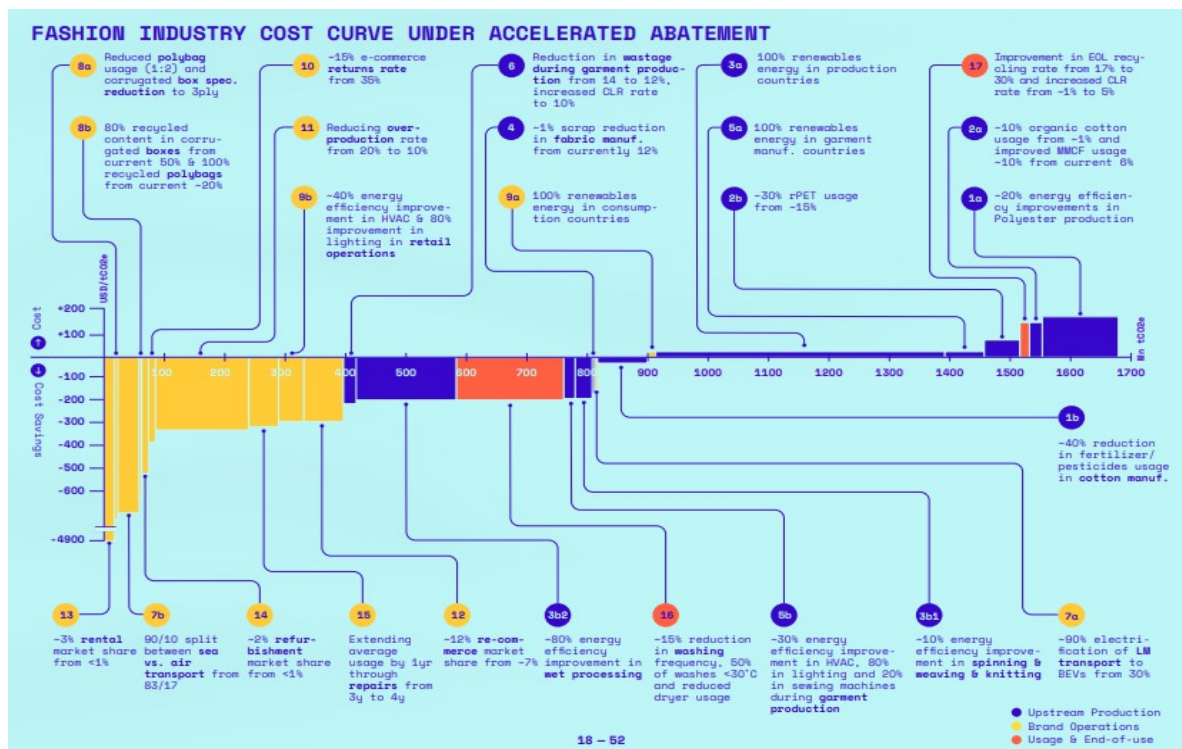 FASHION INDUSTRY COST CURVE UNDER ACCELERATED ABATEMENT
8a
Reduced polybag
usage (1:2) and
corrugated box spec.
reduction to 3ply
8b
80% recycled
content in corru-
gated boxes from
current 50% & 100%
recycled polybags
from current ~20%
10
~15% e-commerce
returns rate
from 35%
11
Reducing over-
production rate
from 20% to 10%
9b
~40% energy
efficiency improve-
ment in HVAC & 80%
improvement in
lighting in retail
operations
6
Reduction in wastage
during garment produc-
tion from 14 to 12%,
increased CLR rate
to 10%
4
~1% scrap reduction
in fabric manuf.
from currently 12%
9a
100% renewables
energy in consump-
tion countries
3a
100% renewables
energy in production
countries
5a
100% renewables
energy in garment
manuf. countries
2b
~30% rPET usage
from ~15%
17
Improvement in EOL recy-
cling rate from 17% to
30% and increased CLR
rate from ~1% to 5%
2a
~10% organic cotton
usage from ~1% and
improved MMCF usage
~10% from current 6%
1a
~20% energy efficien-
cy improvements in
Polyester production
USD/tCO2e
Cost
Cost Savings
+200
+100
-100
-200
-300
-400
-500
-600
-4900
100
200
300
400
500
600
700
800
900
1000
1100
1200
1300
1400
1500
1600
1700
Mn tCO2e
1b
~40% reduction
in fertilizer/
pesticides usage
in cotton manuf.
13
~3% rental
market share
from <1%
7b
90/10 split
between sea
vs. air
transport from
83/17
14
~2% refur-
bishment
market share
from <1%
15
Extending
average
usage by 1yr
through
repairs from
3y to 4y
12
~12% re-com-
merce market
share from ~7%
3b2
~80% energy
efficiency
improvement in
wet processing
16
~15% reduction
in washing
frequency, 50%
of washes <30°C
and reduced
dryer usage
5b
~30% energy
efficiency improve-
ment in HVAC, 80%
in lighting and 20%
in sewing machines
during garment
production
3b1
~10% energy
efficiency improve-
ment in spinning &
weaving & knitting
7a
~90% electri-
fication of LM
transport to
BEVs from 30%
Upstream Production
Brand Operations
Usage & End-of-use
18 — 52